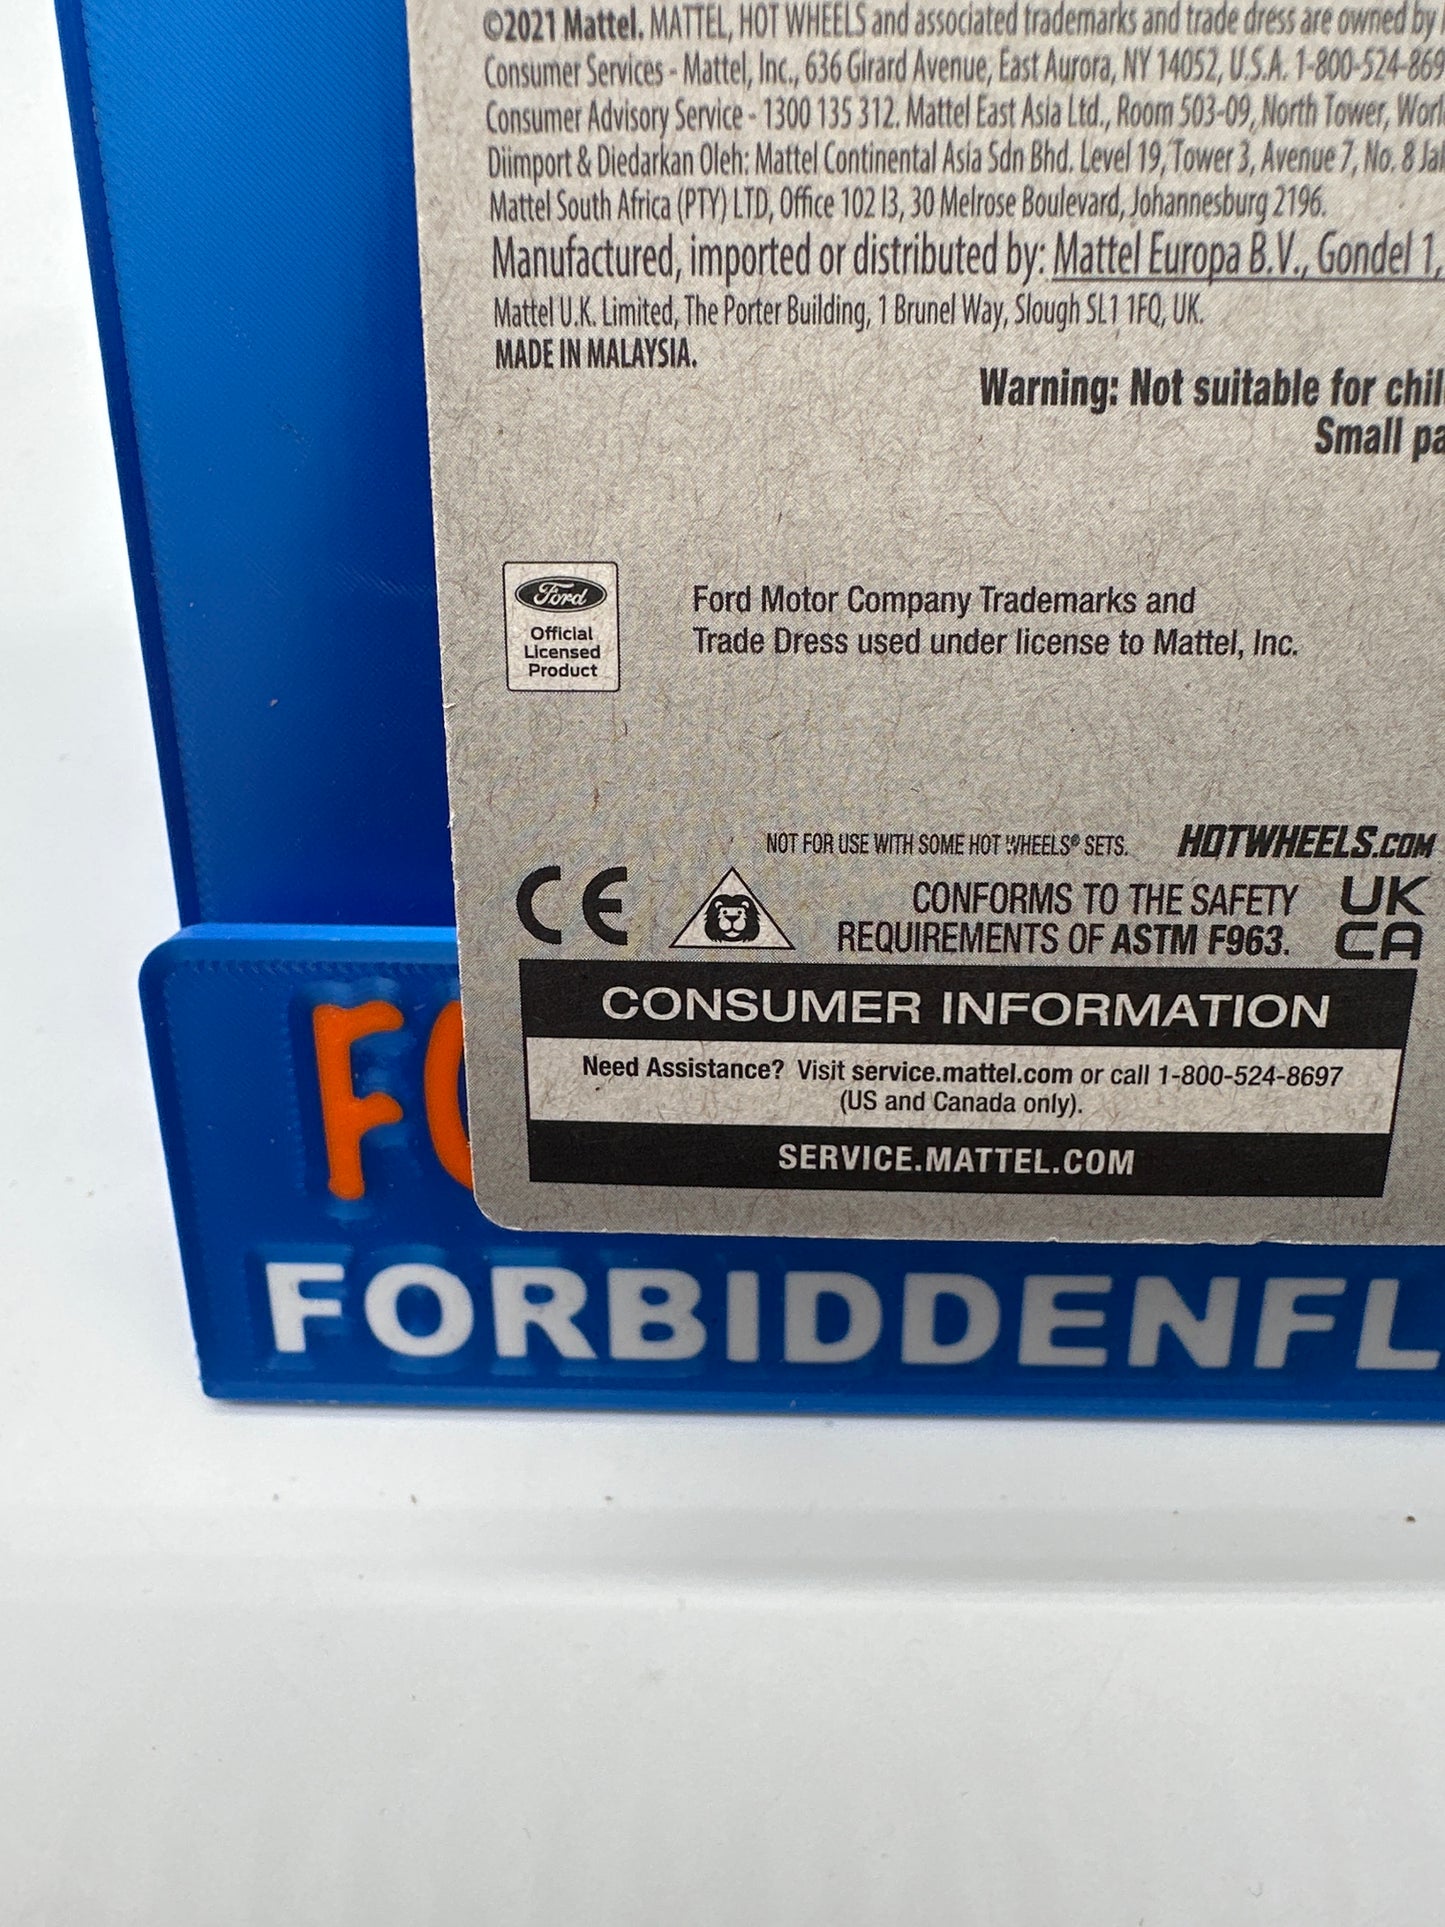 ©2021 Mattel. MATTEL, HOT WHEELS and associated trademarks and trade dress are owned by
Consumer Services - Mattel, Inc., 636 Girard Avenue, East Aurora, NY 14052, U.S.A. 1-800-524-869
Consumer Advisory Service - 1300 135 312. Mattel East Asia Ltd., Room 503-09, North Tower, Worl
Diimport & Diedarkan Oleh: Mattel Continental Asia Sdn Bhd. Level 19, Tower 3, Avenue 7, No. 8 Jal
Mattel South Africa (PTY) LTD, Office 102 I3, 30 Melrose Boulevard, Johannesburg 2196.
Manufactured, imported or distributed by: Mattel Europa B.V., Gondel 1,
Mattel U.K. Limited, The Porter Building, 1 Brunel Way, Slough SL1 1FQ, UK.
MADE IN MALAYSIA.
Warning: Not suitable for chil
Small pa
Ford
Official
Licensed
Product
Ford Motor Company Trademarks and
Trade Dress used under license to Mattel, Inc.
NOT FOR USE WITH SOME HOT WHEELS® SETS.
HOTWHEELS.COM
CE
CONFORMS TO THE SAFETY
REQUIREMENTS OF ASTM F963.
UK
CA
CONSUMER INFORMATION
Need Assistance? Visit service.mattel.com or call 1-800-524-8697
(US and Canada only).
SERVICE.MATTEL.COM
FO
FORBIDDENFL